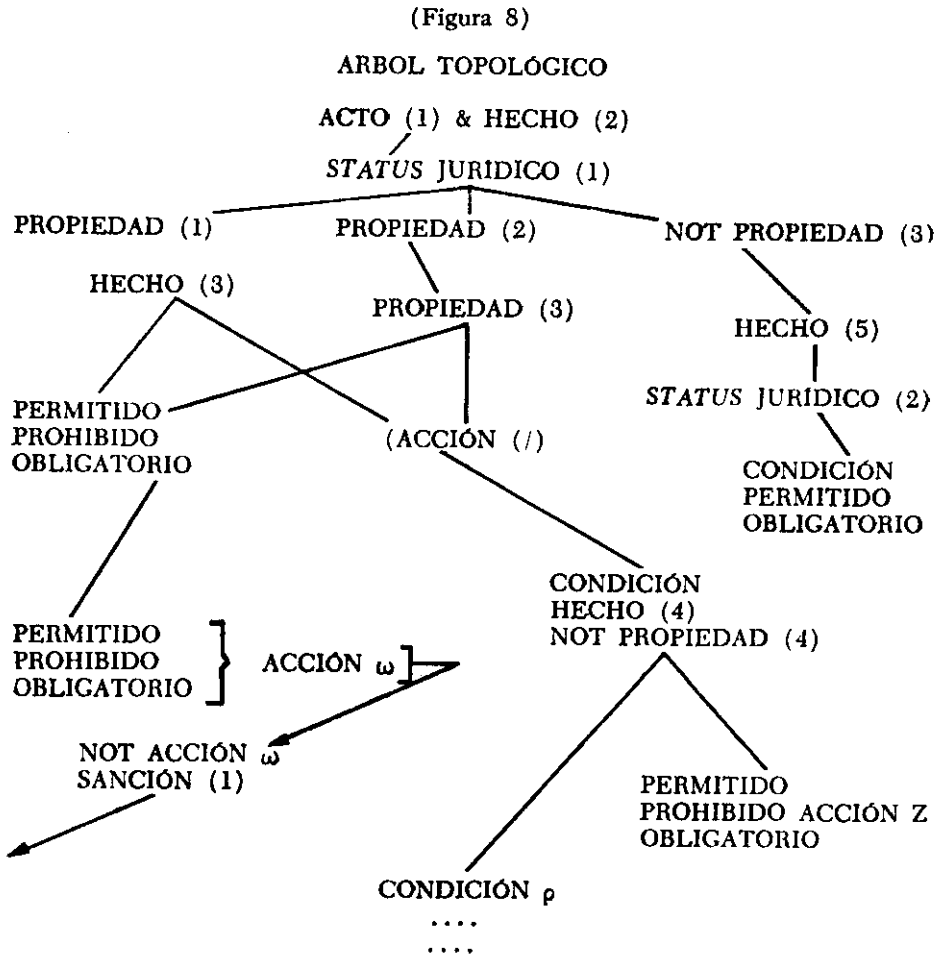 (Figura 8)
ARBOL TOPOLÓGICO
ACTO (1) & HECHO (2)
STATUS JURÍDICO (1)
PROPIEDAD (1)
PROPIEDAD (2)
NOT PROPIEDAD (3)
HECHO (3)
PROPIEDAD (3)
HECHO (5)
STATUS JURÍDICO (2)
PERMITIDO
PROHIBIDO
OBLIGATORIO
(ACCIÓN (/)
CONDICIÓN
PERMITIDO
OBLIGATORIO
CONDICIÓN
HECHO (4)
NOT PROPIEDAD (4)
PERMITIDO
PROHIBIDO
OBLIGATORIO
ACCIÓN ω
NOT ACCIÓN ω
SANCIÓN (1)
PERMITIDO
PROHIBIDO ACCIÓN Z
OBLIGATORIO
CONDICIÓN ρ
....
....